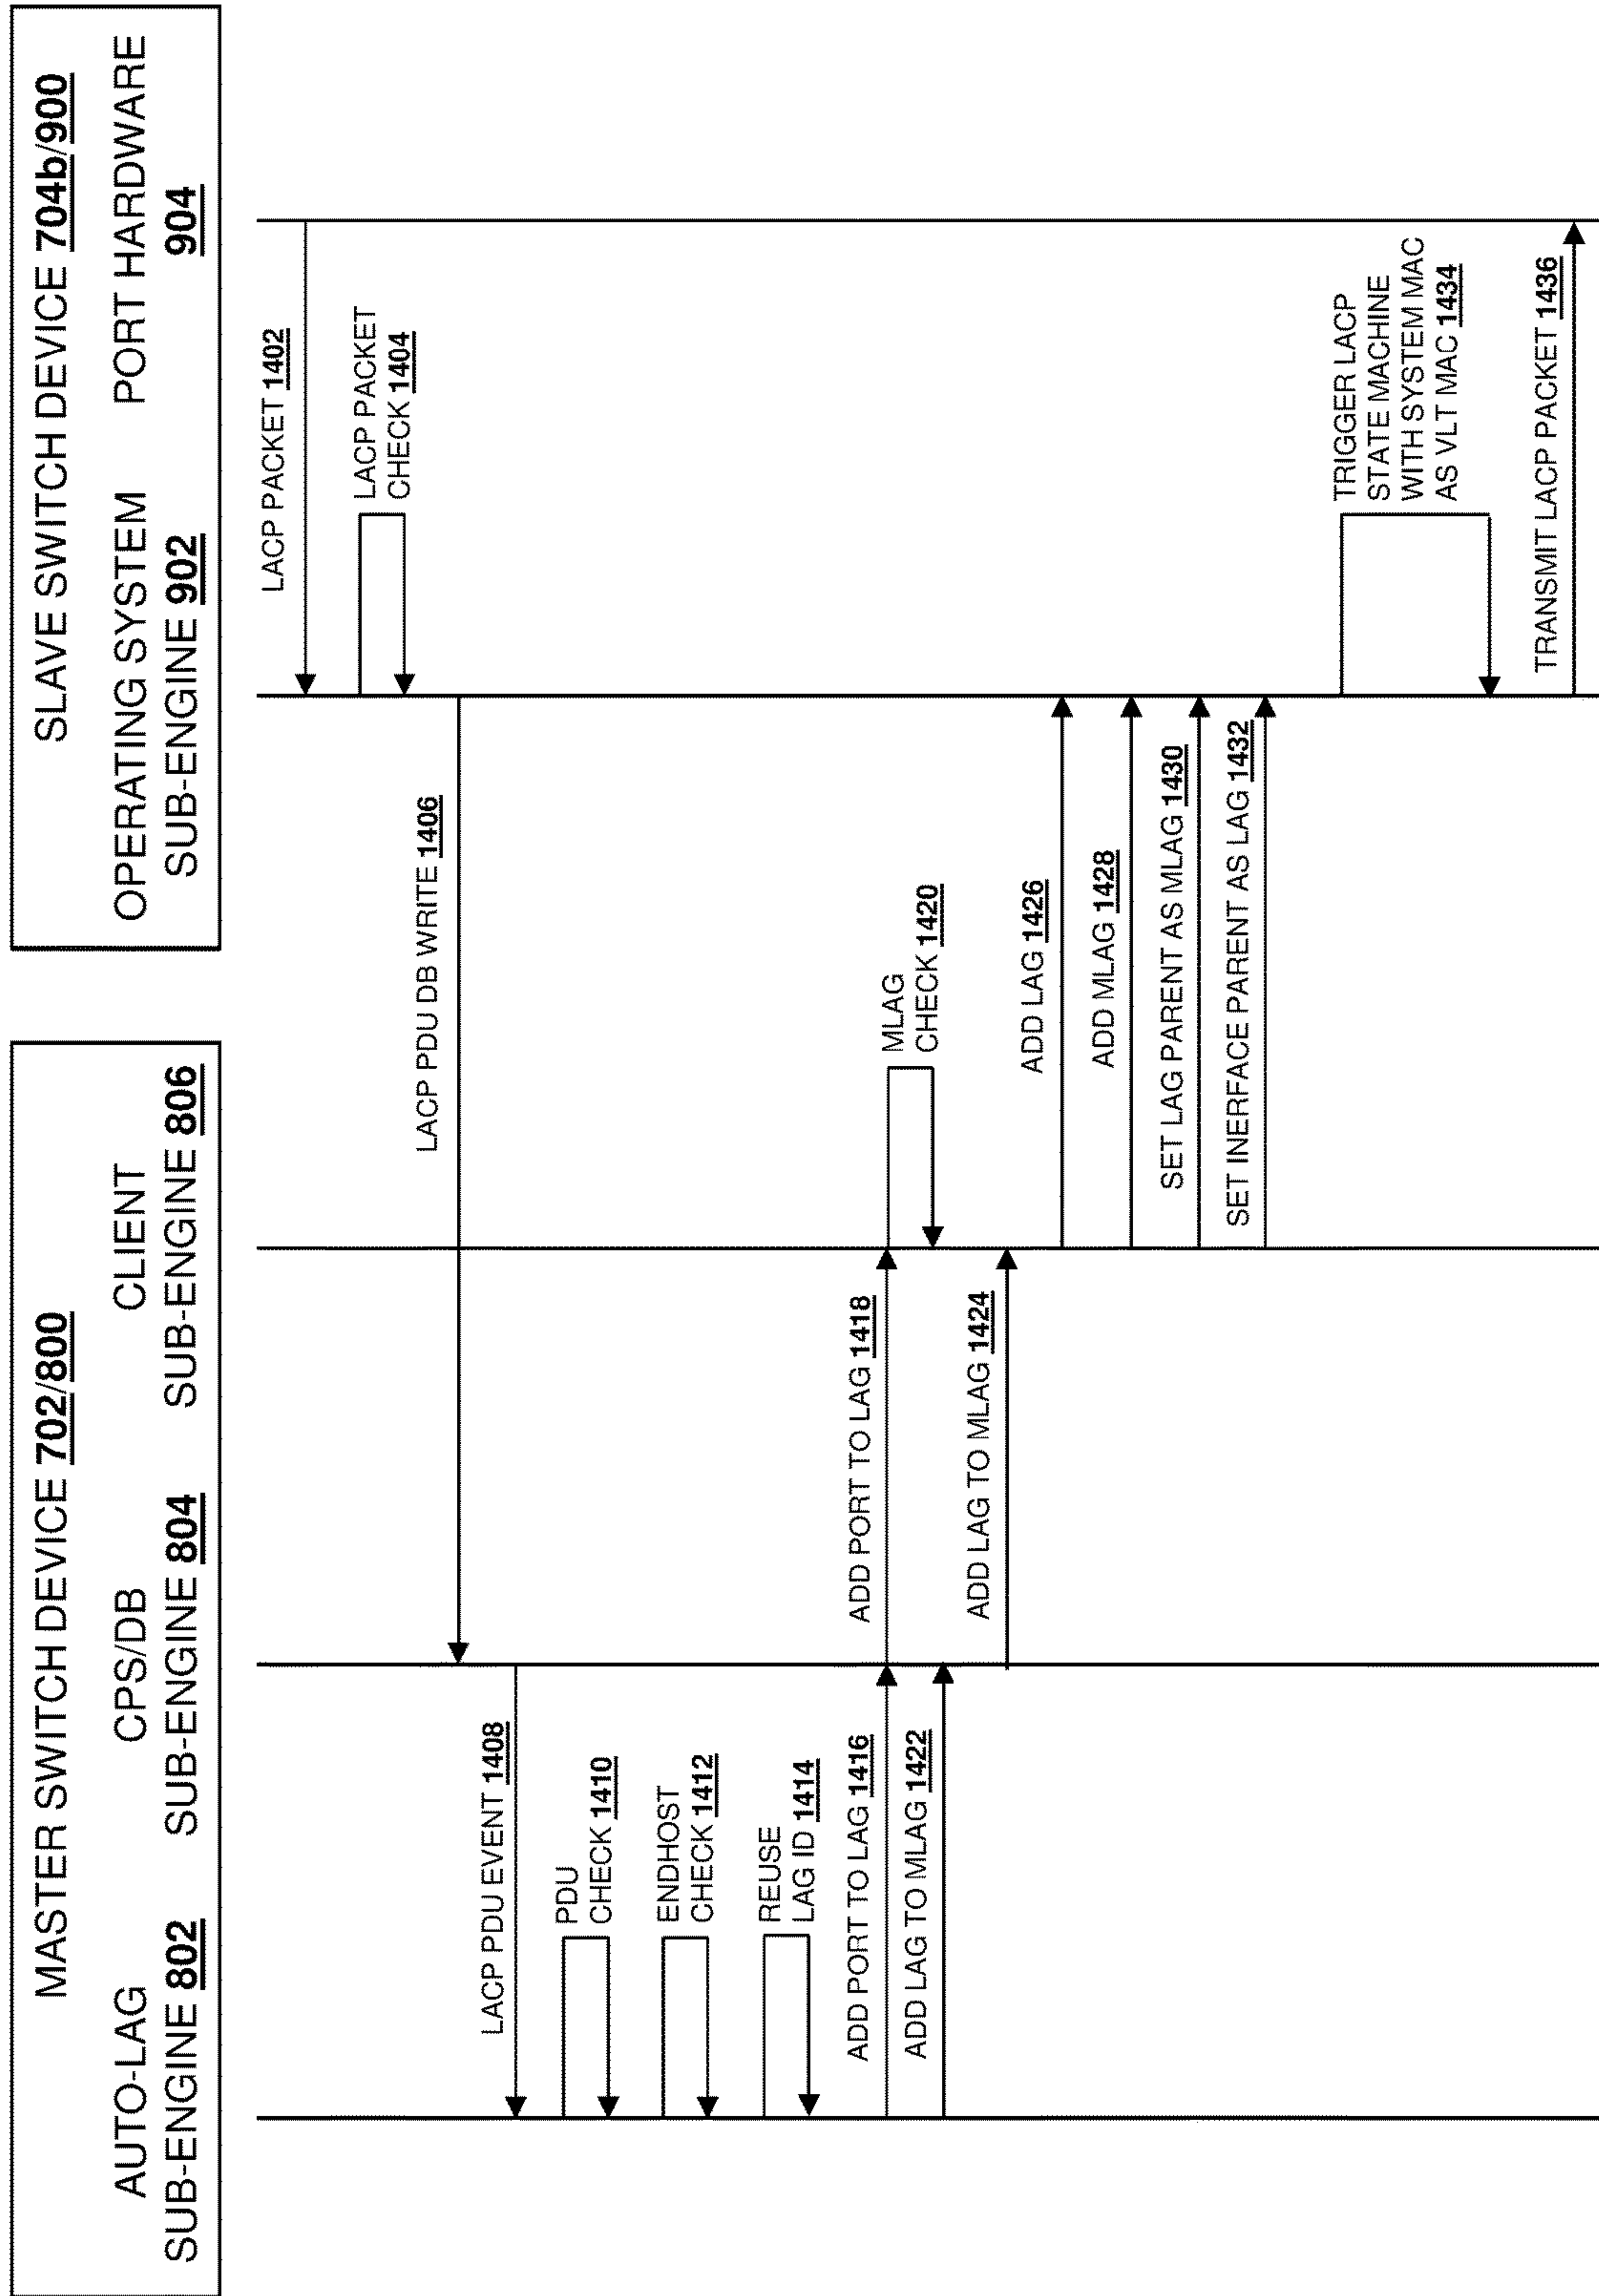 MASTER SWITCH DEVICE 702/800
AUTO-LAG
SUB-ENGINE 802
CPS/DB
SUB-ENGINE 804
CLIENT
SUB-ENGINE 806
SLAVE SWITCH DEVICE 704b/900
OPERATING SYSTEM
SUB-ENGINE 902
PORT HARDWARE
904
LACP PACKET 1402
LACP PACKET
CHECK 1404
LACP PDU DB WRITE 1406
LACP PDU EVENT 1408
PDU
CHECK 1410
ENDHOST
CHECK 1412
REUSE
LAG ID 1414
ADD PORT TO LAG 1416
ADD PORT TO LAG 1418
MLAG
CHECK 1420
ADD LAG TO MLAG 1422
ADD LAG TO MLAG 1424
ADD LAG 1426
ADD MLAG 1428
SET LAG PARENT AS MLAG 1430
SET INERFACE PARENT AS LAG 1432
TRIGGER LACP
STATE MACHINE
WITH SYSTEM MAC
AS VLT MAC 1434
TRANSMIT LACP PACKET 1436